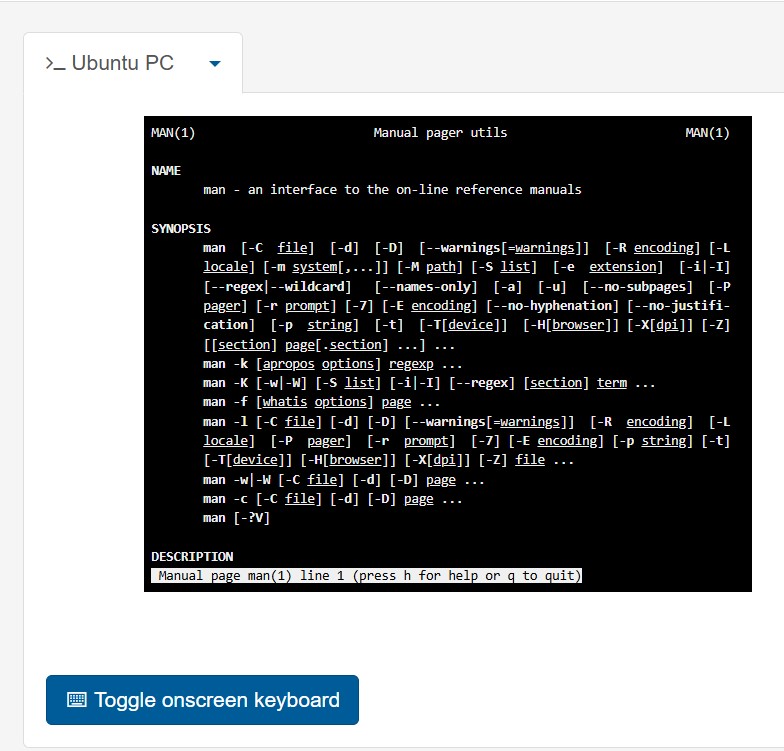 >_ Ubuntu PC
MAN(1) Manual pager utils MAN(1)
NAME
man - an interface to the on-line reference manuals
SYNOPSIS
man [-C file] [-d] [-D] [--warnings[=warnings]] [-R encoding] [-L
locale] [-m system[,...]] [-M path] [-S list] [-e extension] [-i|-I]
[--regex|--wildcard] [--names-only] [-a] [-u] [--no-subpages] [-P
pager] [-r prompt] [-7] [-E encoding] [--no-hyphenation] [--no-justifi-
cation] [-p string] [-t] [-T[device]] [-H[browser]] [-X[dpi]] [-Z]
[[section] page[.section] ...] ...
man -k [apropos options] regexp ...
man -K [-w|-W] [-S list] [-i|-I] [--regex] [section] term ...
man -f [whatis options] page ...
man -l [-C file] [-d] [-D] [--warnings[=warnings]] [-R encoding] [-L
locale] [-P pager] [-r prompt] [-7] [-E encoding] [-p string] [-t]
[-T[device]] [-H[browser]] [-X[dpi]] [-Z] file ...
man -w|-W [-C file] [-d] [-D] page ...
man -c [-C file] [-d] [-D] page ...
man [-?V]
DESCRIPTION
Manual page man(1) line 1 (press h for help or q to quit)
Toggle onscreen keyboard